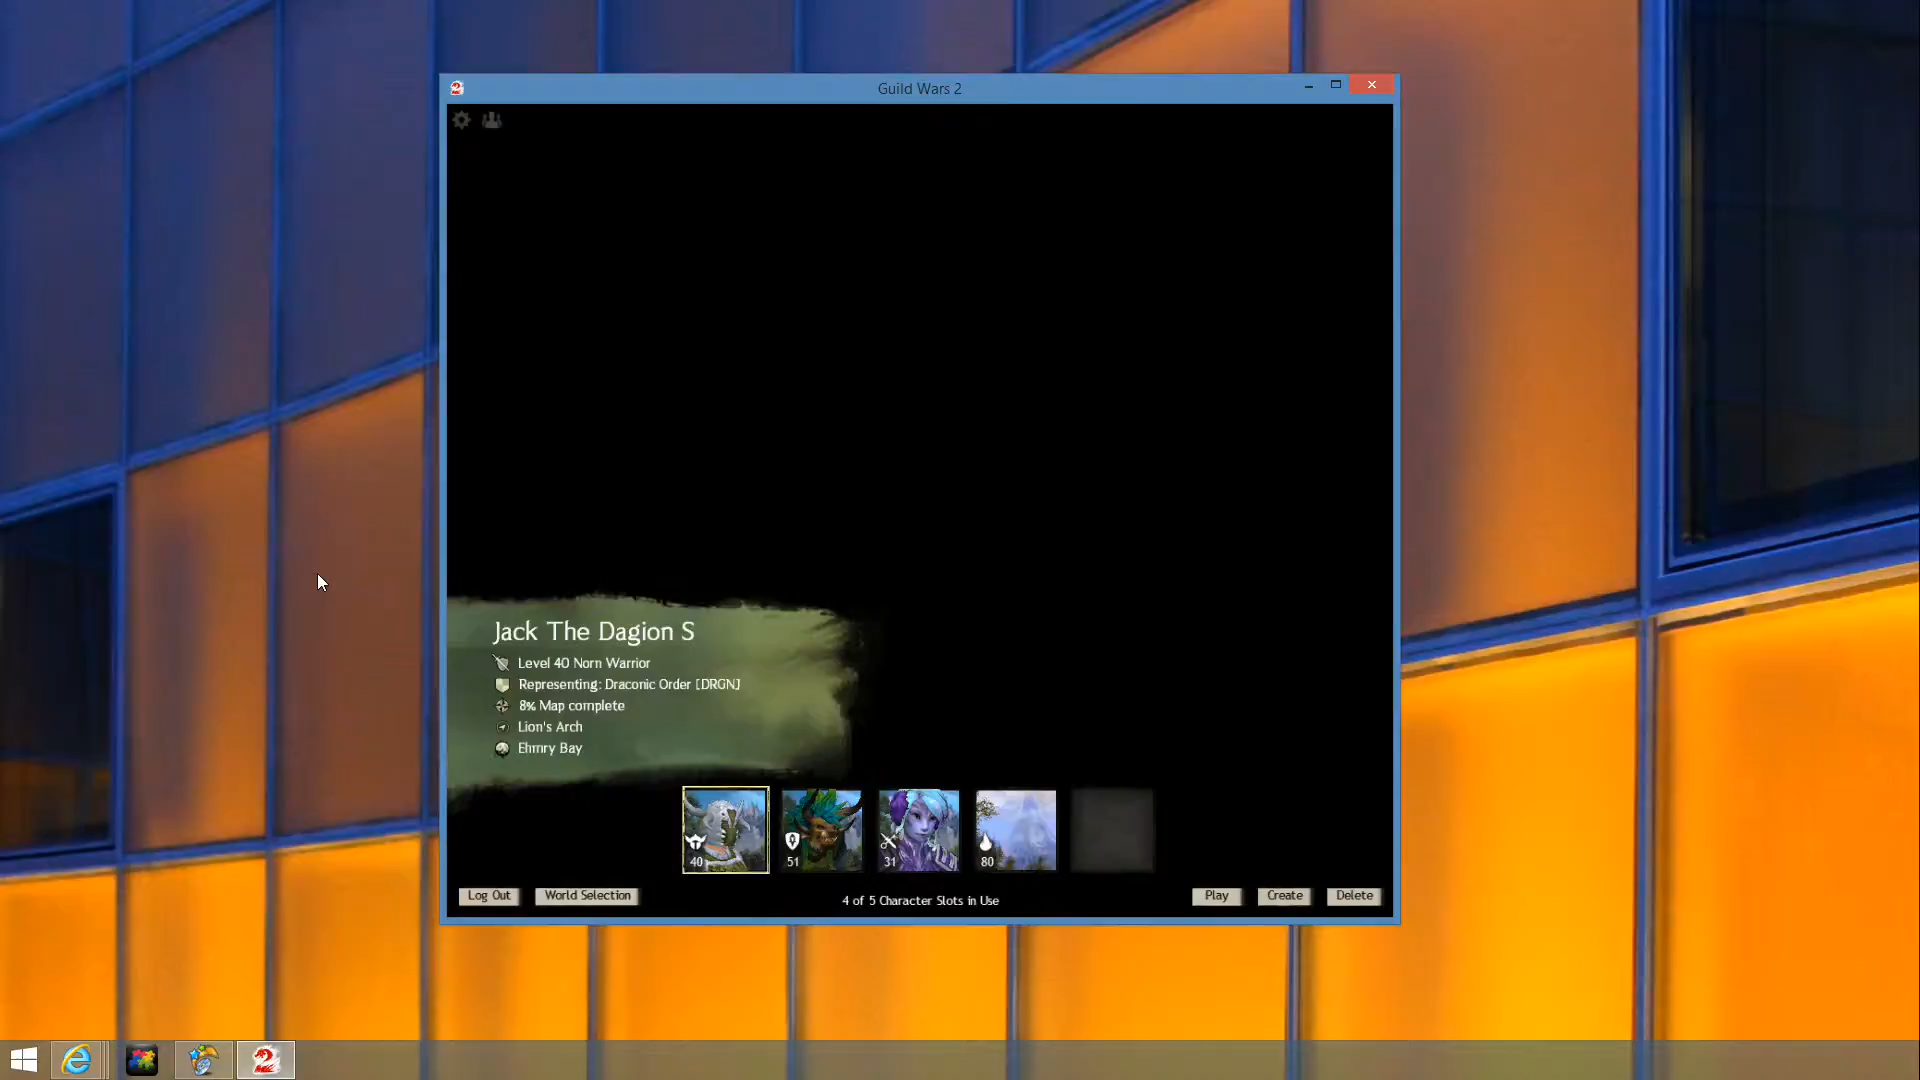 Guild Wars 2
Jack The Dagion S
Level 40 Norn Warrior
Representing: Draconic Order [DRGN]
8% Map complete
Lion's Arch
Ehmry Bay
40
51
31
80
Log Out
World Selection
4 of 5 Character Slots in Use
Play
Create
Delete